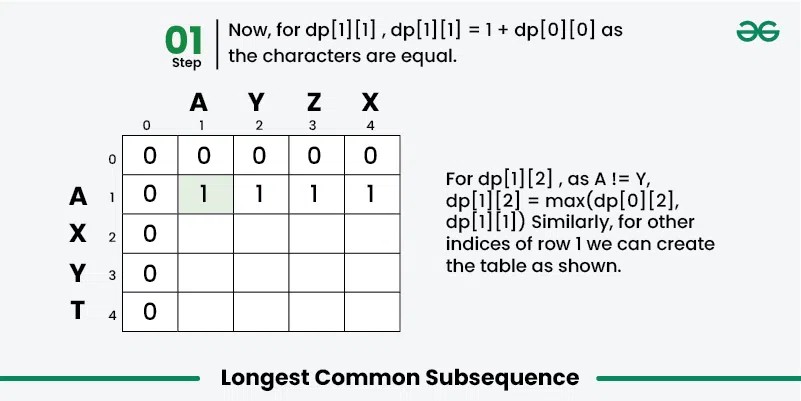 01
Step
Now, for dp[1][1] , dp[1][1] = 1 + dp[0][0] as
the characters are equal.
A Y Z X
0 1 2 3 4
0 0 0 0 0 0
A 1 0 1 1 1 1
X 2 0
Y 3 0
T 4 0
For dp[1][2] , as A != Y,
dp[1][2] = max(dp[0][2],
dp[1][1]) Similarly, for other
indices of row 1 we can create
the table as shown.
Longest Common Subsequence